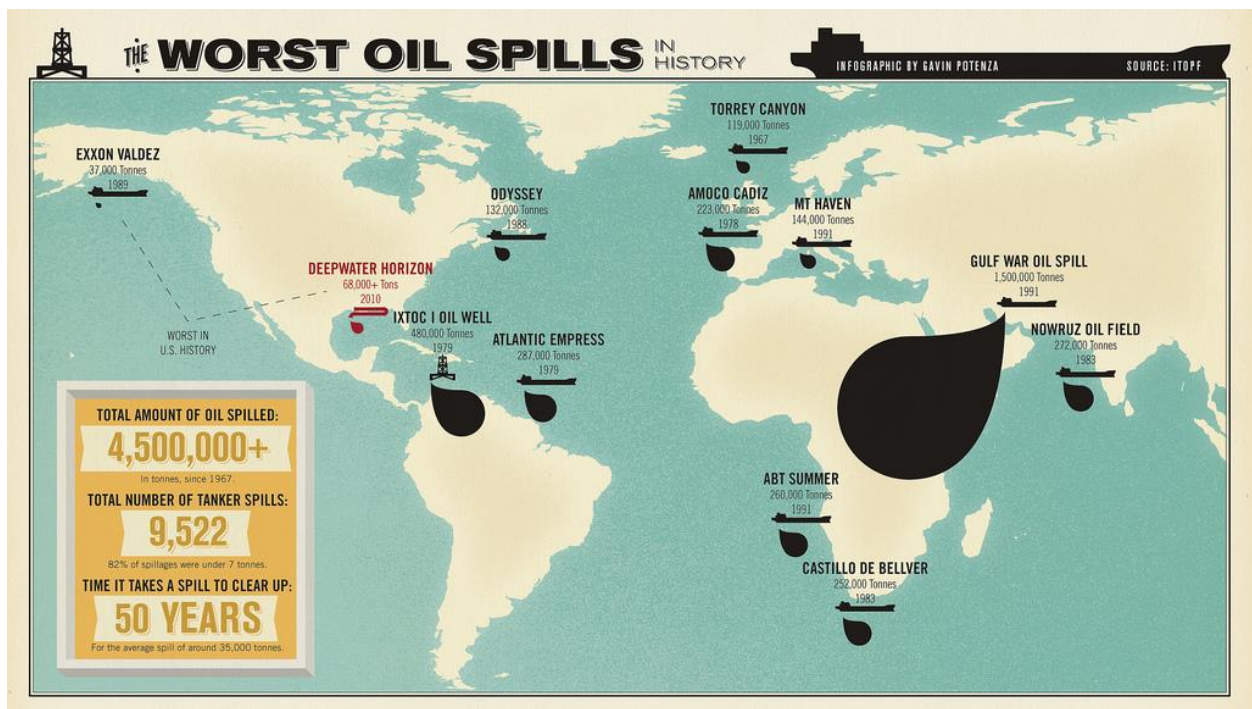 THE WORST OIL SPILLS IN HISTORY
INFOGRAPHIC BY GAVIN POTENZA
SOURCE: ITOPF
EXXON VALDEZ
37,000 Tonnes
1989
TORREY CANYON
119,000 Tonnes
1967
ODYSSEY
132,000 Tonnes
1988
AMOCO CADIZ
223,000 Tonnes
1978
MT HAVEN
144,000 Tonnes
1991
DEEPWATER HORIZON
68,000+ Tons
2010
GULF WAR OIL SPILL
1,500,000 Tonnes
1991
WORST IN
U.S. HISTORY
IXTOC I OIL WELL
480,000 Tonnes
1979
ATLANTIC EMPRESS
287,000 Tonnes
1979
NOWRUZ OIL FIELD
272,000 Tonnes
1983
ABT SUMMER
260,000 Tonnes
1991
CASTILLO DE BELLVER
252,000 Tonnes
1983
TOTAL AMOUNT OF OIL SPILLED:
4,500,000+
In tonnes, since 1967.
TOTAL NUMBER OF TANKER SPILLS:
9,522
82% of spillages were under 7 tonnes.
TIME IT TAKES A SPILL TO CLEAR UP:
50 YEARS
For the average spill of around 35,000 tonnes.